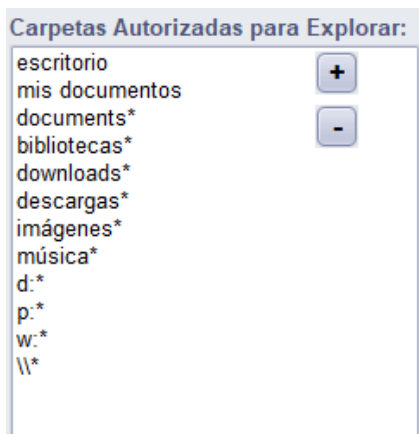 Carpetas Autorizadas para Explorar:
escritorio
mis documentos
documents*
bibliotecas*
downloads*
descargas*
imágenes*
música*
d:*
p:*
w:*
\\*
+
-